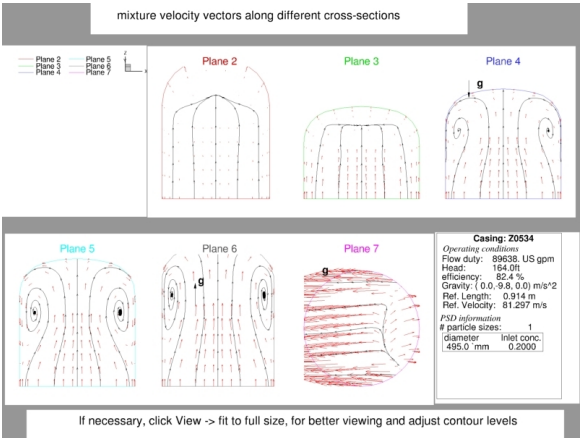 mixture velocity vectors along different cross-sections
Plane 2 Plane 5
Plane 3 Plane 6
Plane 4 Plane 7
z
x
Plane 2 Plane 3 Plane 4
g
Plane 5 Plane 6 Plane 7
g g
Casing: Z0534
Operating conditions
Flow duty: 89638. US gpm
Head: 164.0ft
efficiency: 82.4 %
Gravity: ( 0.0,-9.8, 0.0) m/s^2
Ref. Length: 0.914 m
Ref. Velocity: 81.297 m/s
PSD information
# particle sizes: 1
diameter Inlet conc.
495.0 mm 0.2000
If necessary, click View -> fit to full size, for better viewing and adjust contour levels